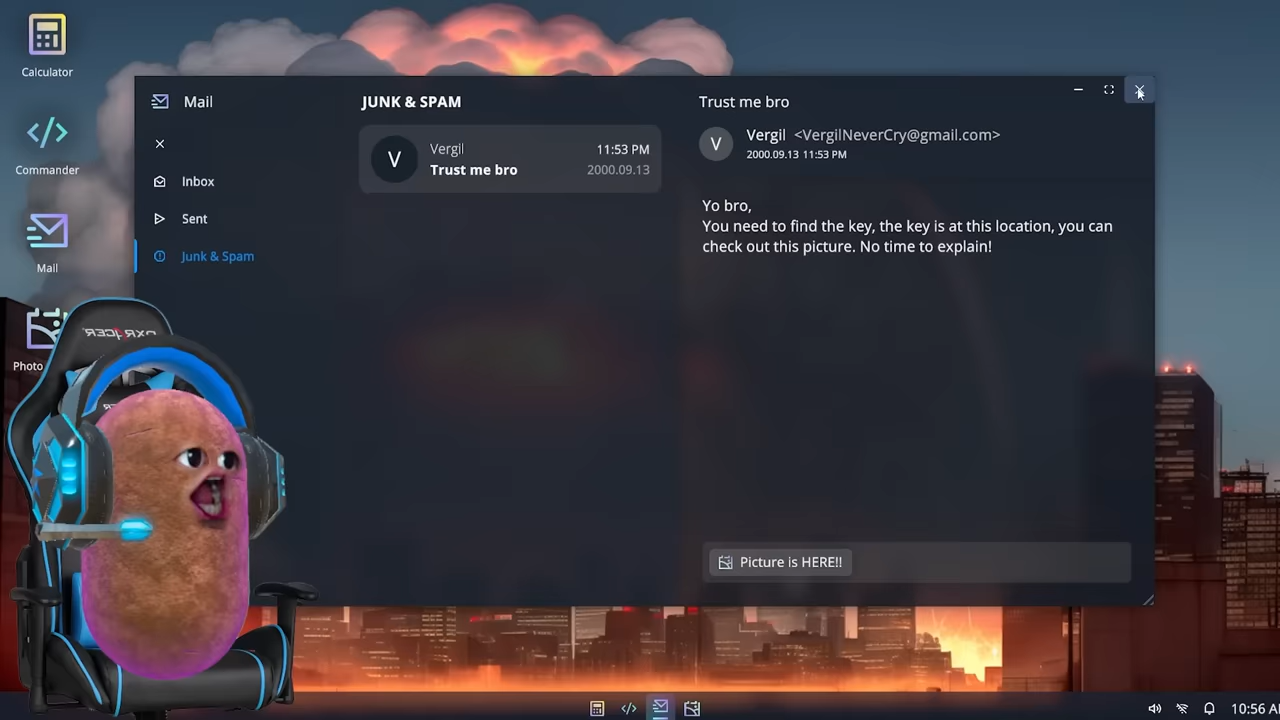 Calculator
Commander
Mail
Photo
Mail
Inbox
Sent
Junk & Spam
JUNK & SPAM
V
Vergil
11:53 PM
Trust me bro
2000.09.13
Trust me bro
V
Vergil <VergilNeverCry@gmail.com>
2000.09.13 11:53 PM
Yo bro,
You need to find the key, the key is at this location, you can
check out this picture. No time to explain!
Picture is HERE!!
10:56 A